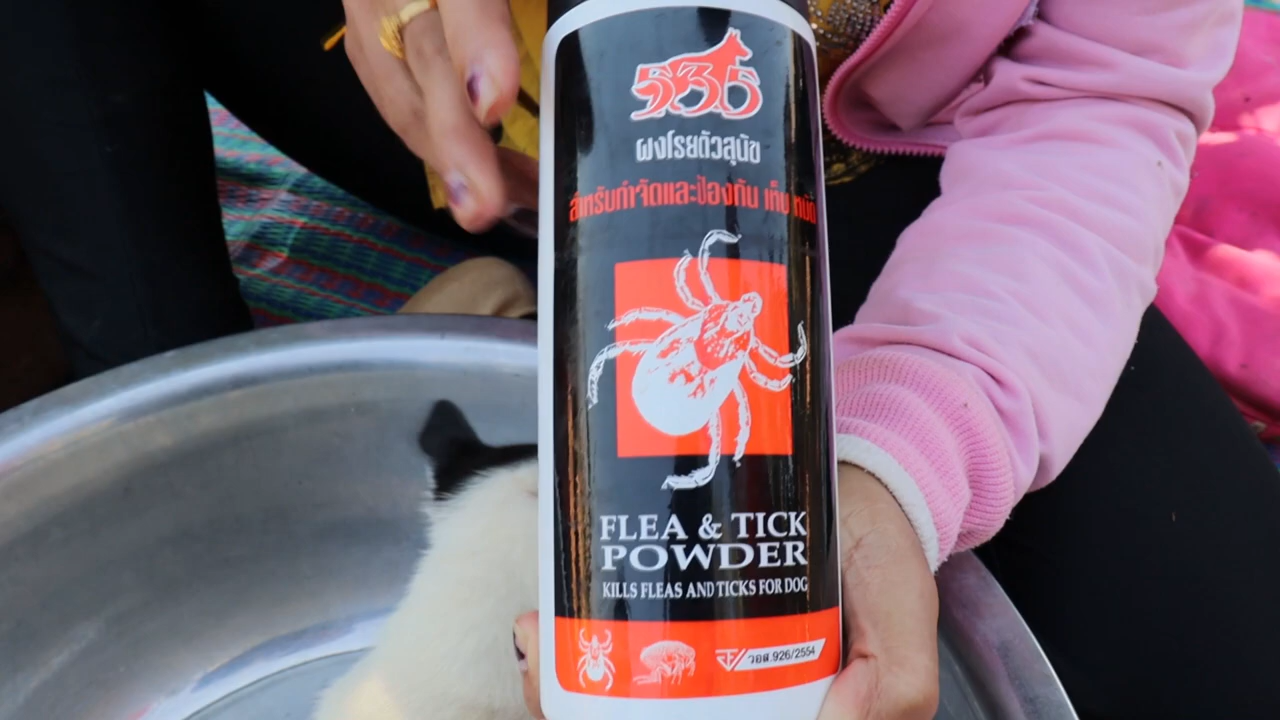 535
ผงโรยตัวสุนัข
สำหรับกำจัดและป้องกัน เห็บ หมัด
FLEA & TICK
POWDER
KILLS FLEAS AND TICKS FOR DOG
วอส.926/2554